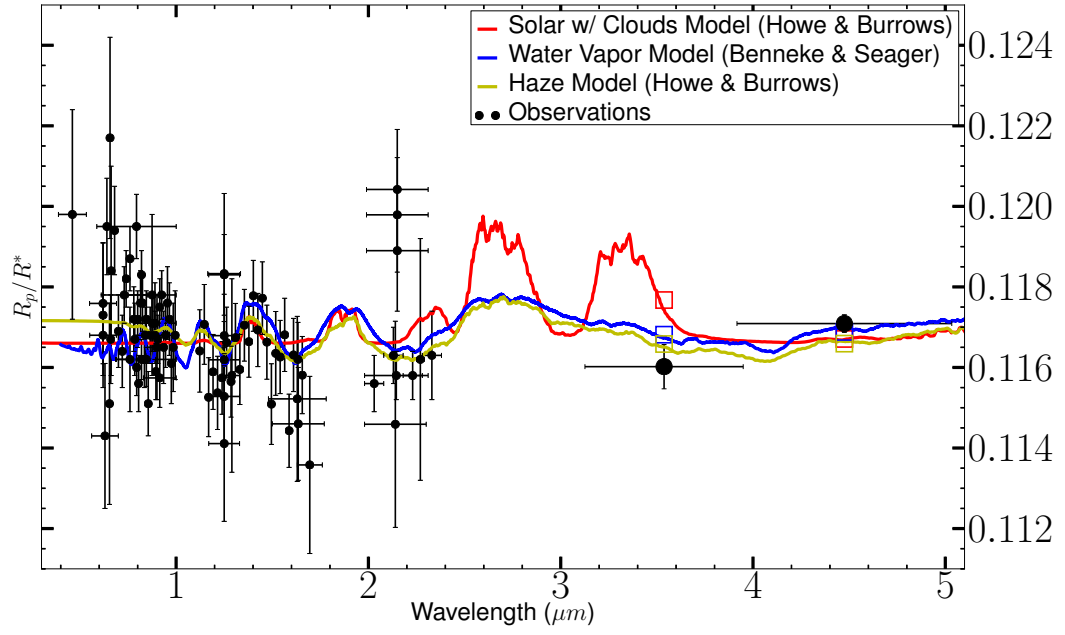 Solar w/ Clouds Model (Howe & Burrows)
Water Vapor Model (Benneke & Seager)
Haze Model (Howe & Burrows)
Observations
0.124
0.122
0.120
0.118
0.116
0.114
0.112
R_p/R*
1 2 3 4 5
Wavelength (μm)